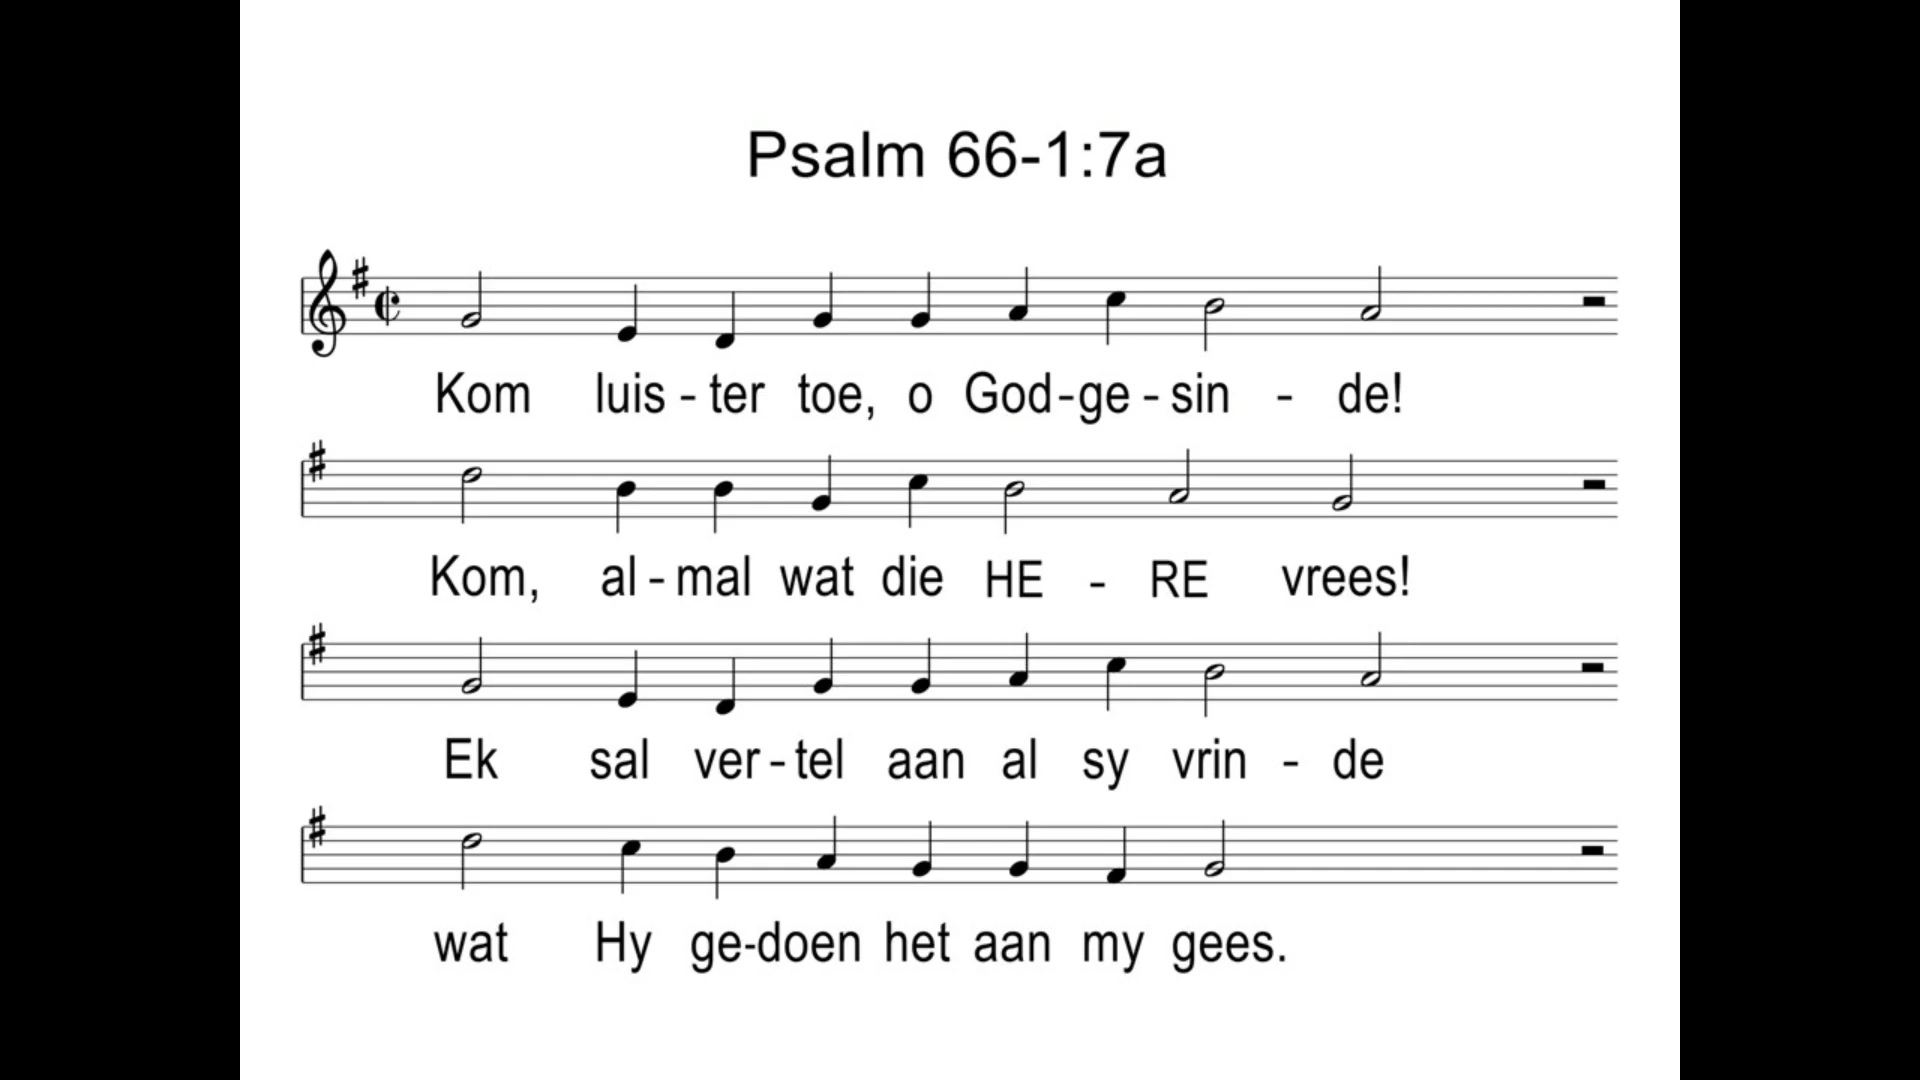 Psalm 66-1:7a
Kom luis - ter toe, o God-ge - sin - de!
Kom, al - mal wat die HE - RE vrees!
Ek sal ver - tel aan al sy vrin - de
wat Hy ge-doen het aan my gees.